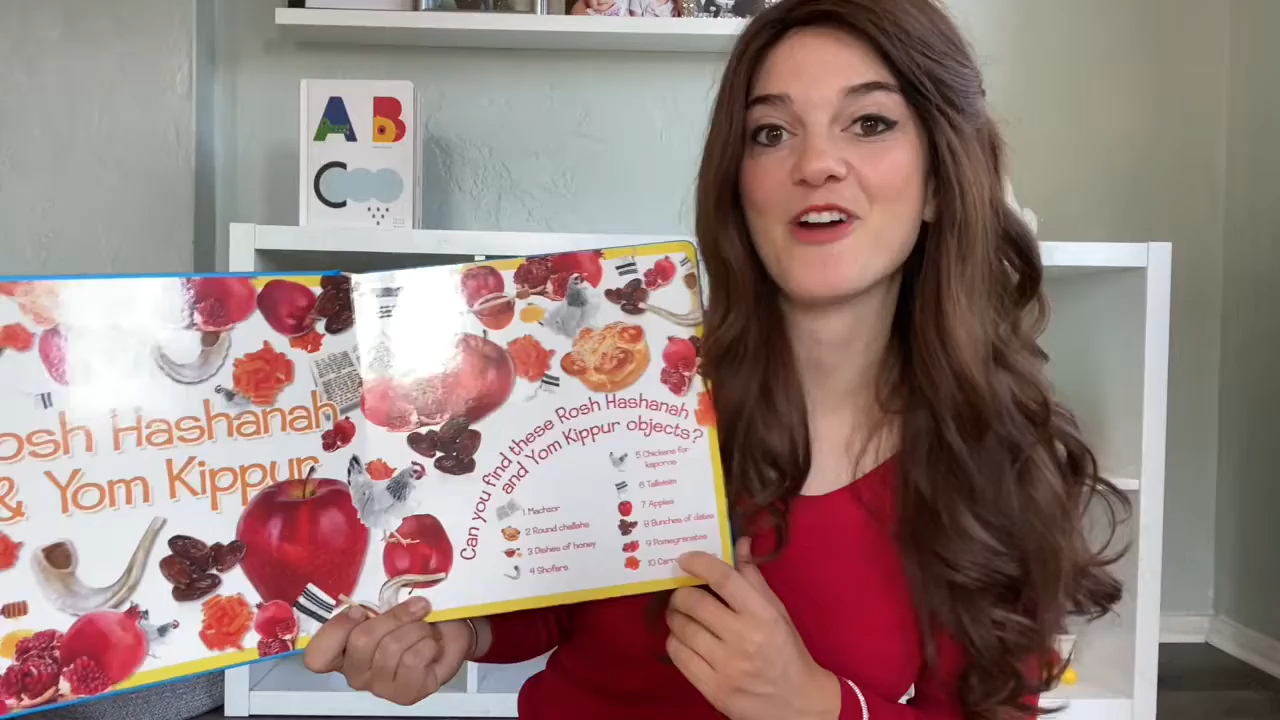 A B
C
osh Hashanah
& Yom Kippur
Can you find these Rosh Hashanah
and Yom Kippur objects?
1 Machzor
2 Round challahs
3 Dishes of honey
4 Shofars
5 Chickens for
kaporos
6 Talleisim
7 Apples
8 Bunches of dates
9 Pomegranates
10 Carr